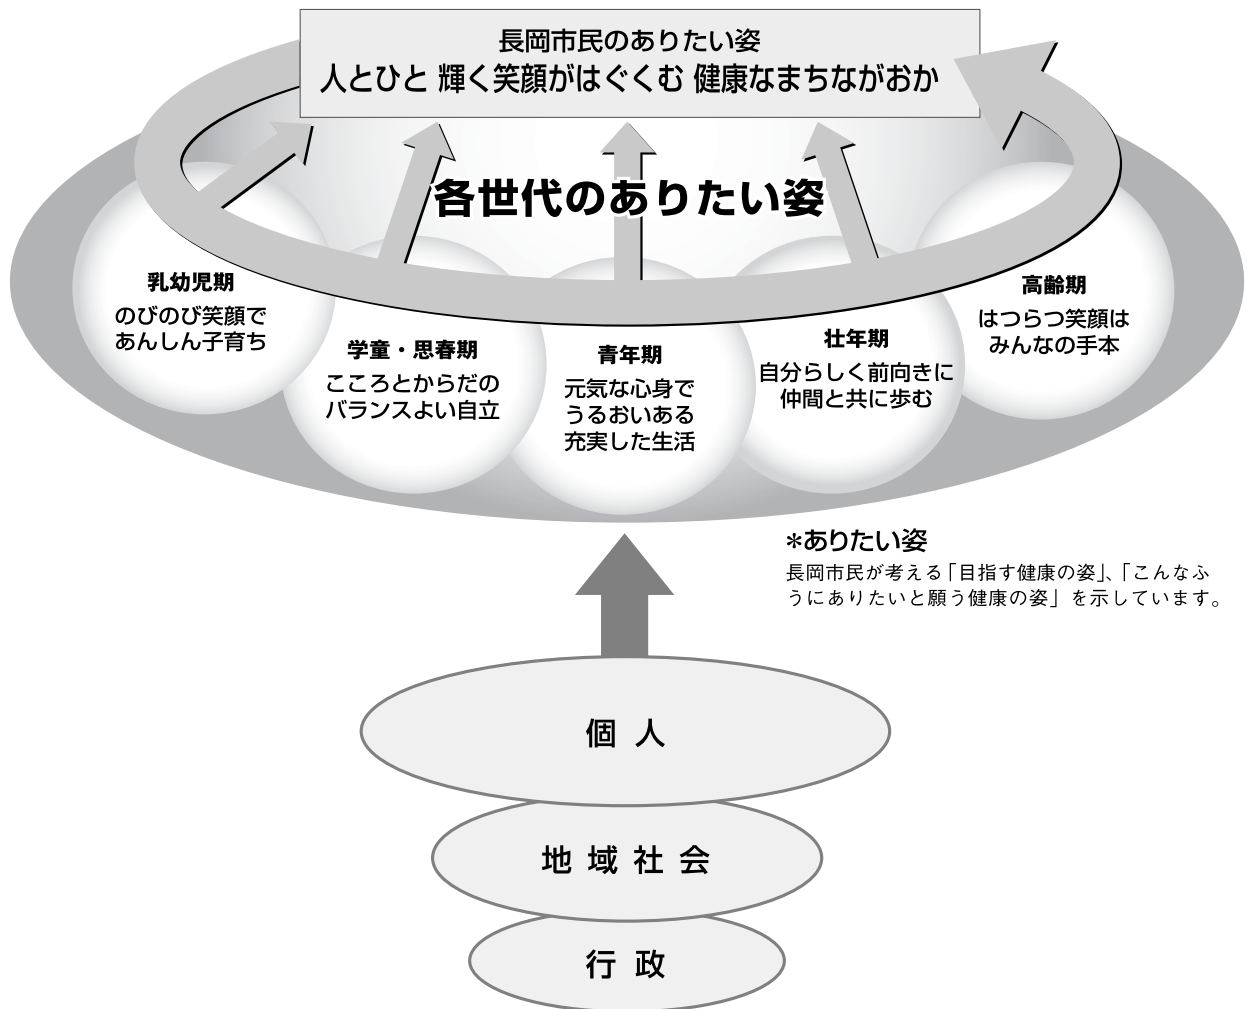 長岡市民のありたい姿
人とひと 輝く笑顔がはぐくむ 健康なまちながおか
各世代のありたい姿
乳幼児期
のびのび笑顔で
あんしん子育ち
学童・思春期
こころとからだの
バランスよい自立
青年期
元気な心身で
うるおいある
充実した生活
壮年期
自分らしく前向きに
仲間と共に歩む
高齢期
はつらつ笑顔は
みんなの手本
*ありたい姿
長岡市民が考える「目指す健康の姿」、「こんなふ
うにありたいと願う健康の姿」を示しています。
個人
地域社会
行政